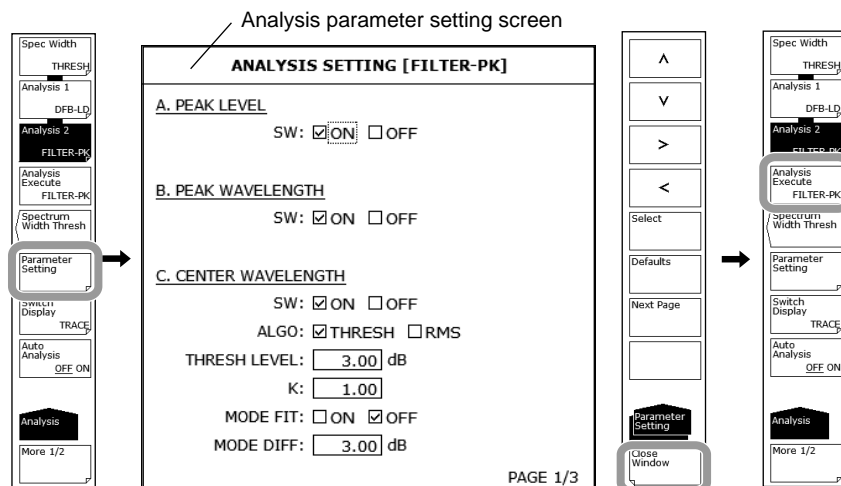 Analysis parameter setting screen
Spec Width
THRESH
Analysis 1
DFB-LD
Analysis 2
FILTER-PK
Analysis
Execute
FILTER-PK
Spectrum
Width Thresh
Parameter
Setting
Switch
Display
TRACE
Auto
Analysis
OFF ON
Analysis
More 1/2
ANALYSIS SETTING [FILTER-PK]
A. PEAK LEVEL
SW: ☑ON ☐OFF
B. PEAK WAVELENGTH
SW: ☑ON ☐OFF
C. CENTER WAVELENGTH
SW: ☑ON ☐OFF
ALGO: ☑THRESH ☐RMS
THRESH LEVEL: 3.00 dB
K: 1.00
MODE FIT: ☐ON ☑OFF
MODE DIFF: 3.00 dB
PAGE 1/3
∧
∨
>
<
Select
Defaults
Next Page
Parameter
Setting
Close
Window
Spec Width
THRESH
Analysis 1
DFB-LD
Analysis 2
FILTER-PK
Analysis
Execute
FILTER-PK
Spectrum
Width Thresh
Parameter
Setting
Switch
Display
TRACE
Auto
Analysis
OFF ON
Analysis
More 1/2